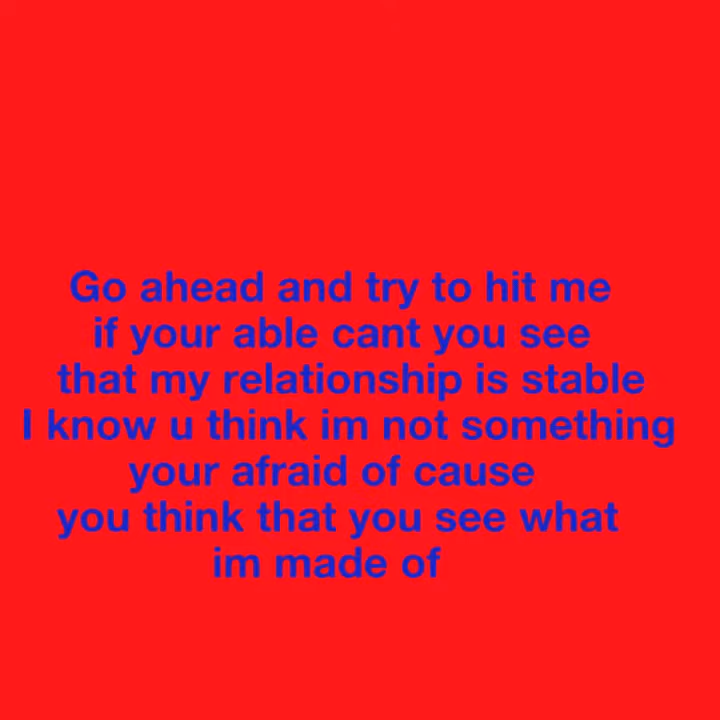 Go ahead and try to hit me
if your able cant you see
that my relationship is stable
I know u think im not something
your afraid of cause
you think that you see what
im made of